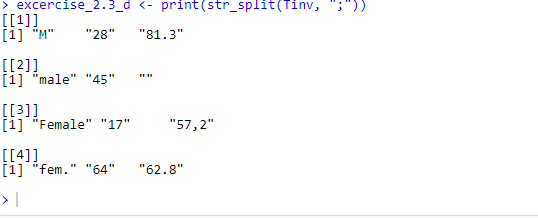 > excercise_2.3_d <- print(str_split(Tinv, ";"))
[[1]]
[1] "M"    "28"   "81.3"
[[2]]
[1] "male" "45"   ""
[[3]]
[1] "Female" "17"     "57,2"
[[4]]
[1] "fem." "64"   "62.8"
>